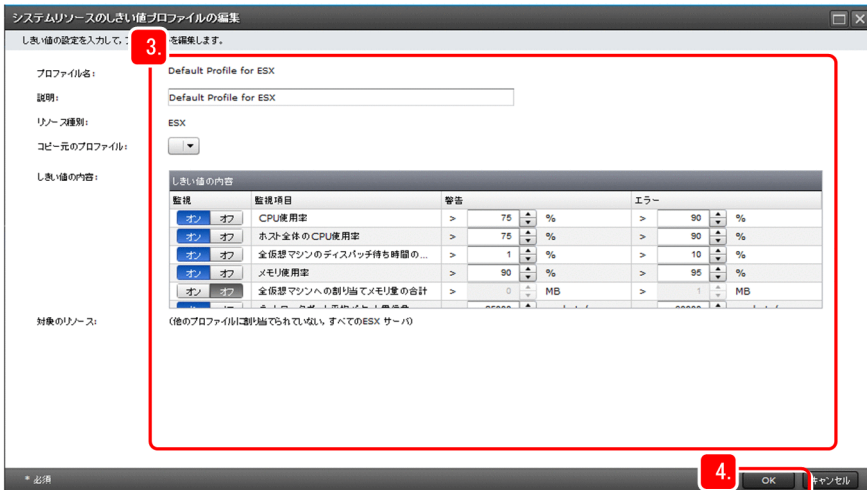 システムリソースのしきい値プロファイルの編集
しきい値の設定を入力して,
を編集します。
3.
プロファイル名: Default Profile for ESX
説明: Default Profile for ESX
リソース種別: ESX
コピー元のプロファイル:
しきい値の内容: しきい値の内容
監視 監視項目 警告 エラー
オン オフ CPU使用率 > 75 % > 90 %
オン オフ ホスト全体のCPU使用率 > 75 % > 90 %
オン オフ 全仮想マシンのディスパッチ待ち時間の... > 1 % > 10 %
オン オフ メモリ使用率 > 90 % > 95 %
オン オフ 全仮想マシンへの割り当てメモリ量の合計 > 0 MB > 1 MB
対象のリソース: (他のプロファイルに割り当てられていない, すべてのESX サーバ)
* 必須
4.
OK
キャンセル